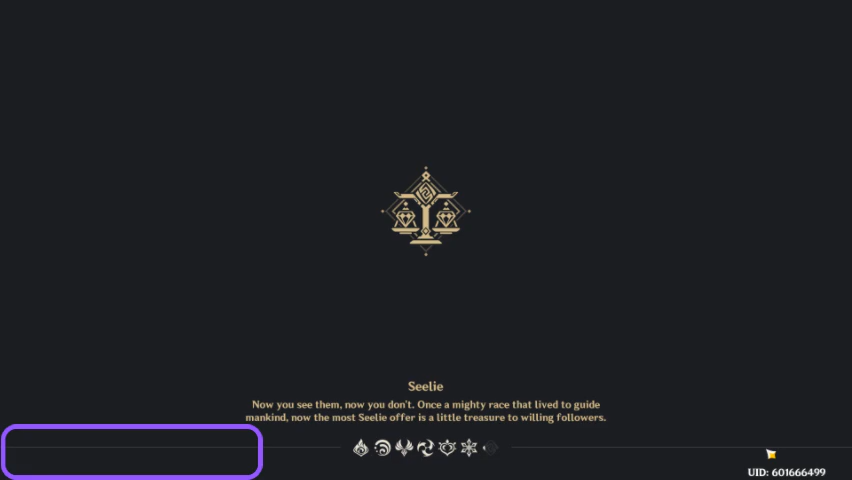 Seelie
Now you see them, now you don't. Once a mighty race that lived to guide
mankind, now the most Seelie offer is a little treasure to willing followers.
UID: 601666499